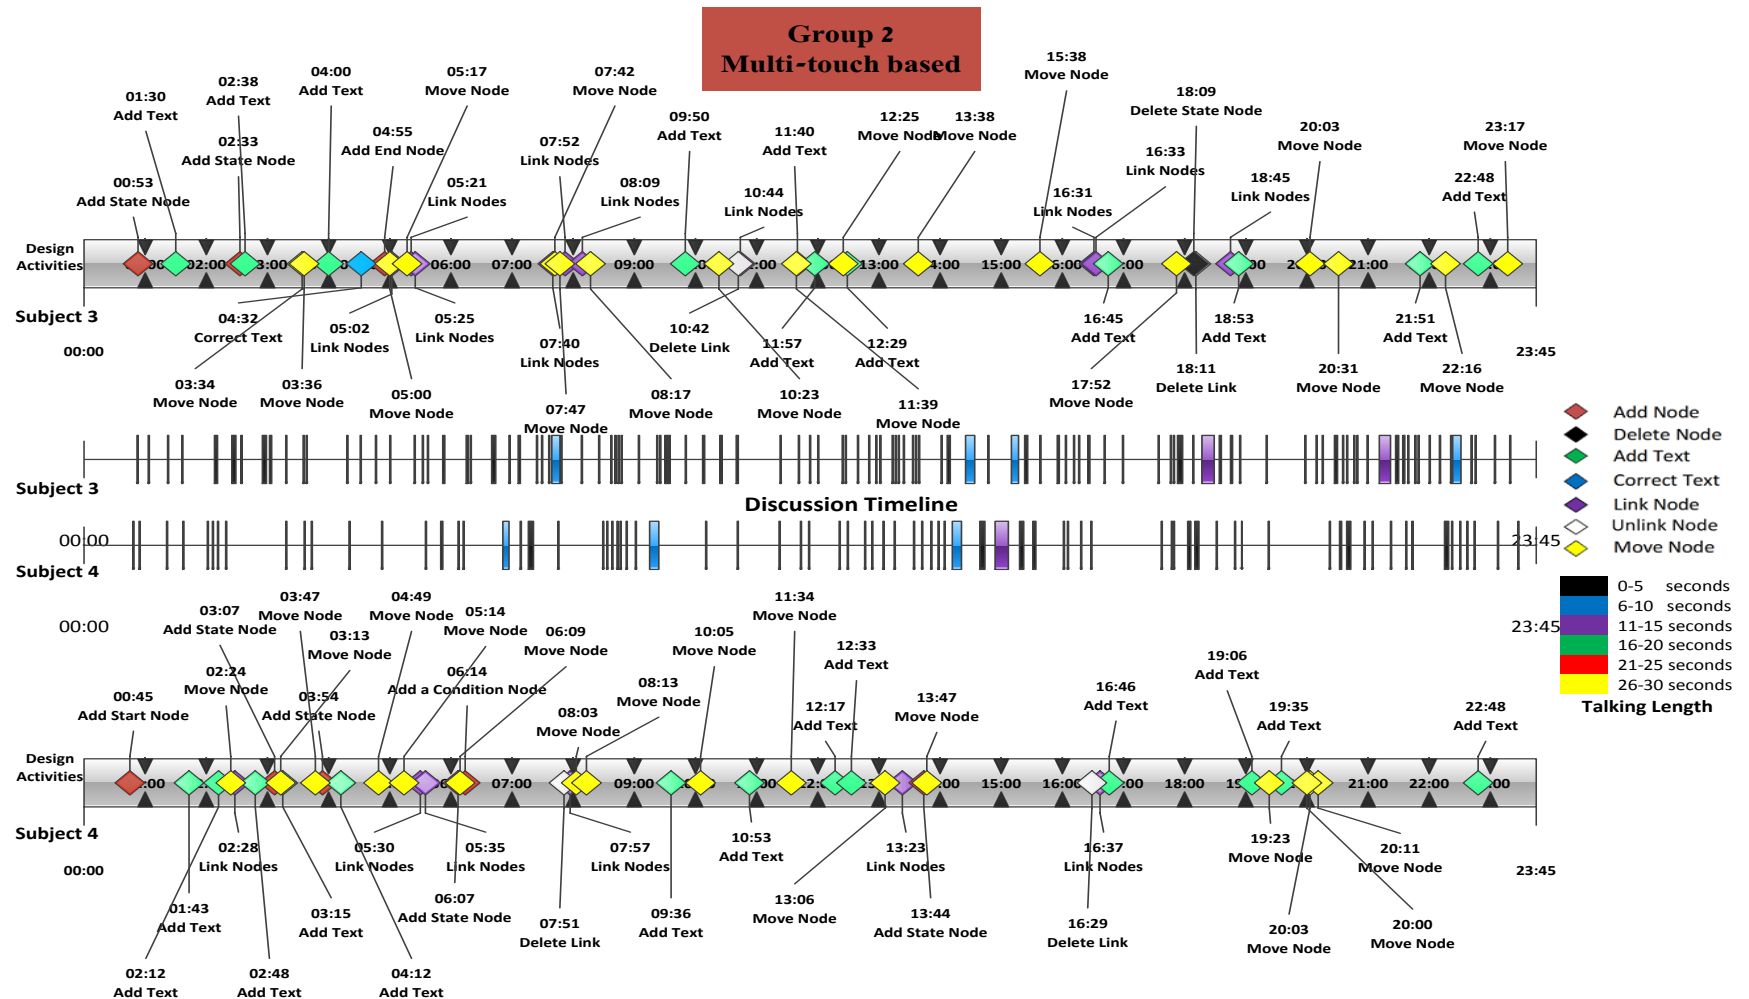 Group 2
Multi-touch based
01:30
Add Text
02:38
Add Text
04:00
Add Text
05:17
Move Node
07:42
Move Node
15:38
Move Node
02:33
Add State Node
04:55
Add End Node
07:52
Link Nodes
09:50
Add Text
11:40
Add Text
12:25
Move Node
13:38
Move Node
18:09
Delete State Node
20:03
Move Node
23:17
Move Node
00:53
Add State Node
05:21
Link Nodes
08:09
Link Nodes
10:44
Link Nodes
16:31
Link Nodes
16:33
Link Nodes
18:45
Link Nodes
22:48
Add Text
Design
Activities
02:00 06:00 07:00 09:00 13:00 15:00 21:00
Subject 3
00:00
23:45
04:32
Correct Text
05:02
Link Nodes
05:25
Link Nodes
07:40
Link Nodes
10:42
Delete Link
11:57
Add Text
12:29
Add Text
16:45
Add Text
18:53
Add Text
21:51
Add Text
03:34
Move Node
03:36
Move Node
05:00
Move Node
07:47
Move Node
08:17
Move Node
10:23
Move Node
11:39
Move Node
17:52
Move Node
18:11
Delete Link
20:31
Move Node
22:16
Move Node
Add Node
Delete Node
Add Text
Correct Text
Link Node
Unlink Node
Move Node
Subject 3
Discussion Timeline
00:00
23:45
Subject 4
00:00
23:45
0-5 seconds
6-10 seconds
11-15 seconds
16-20 seconds
21-25 seconds
26-30 seconds
Talking Length
03:07
Add State Node
03:47
Move Node
04:49
Move Node
05:14
Move Node
11:34
Move Node
03:13
Move Node
06:09
Move Node
10:05
Move Node
12:33
Add Text
19:06
Add Text
02:24
Move Node
06:14
Add a Condition Node
08:13
Move Node
00:45
Add Start Node
03:54
Add State Node
08:03
Move Node
12:17
Add Text
13:47
Move Node
16:46
Add Text
19:35
Add Text
22:48
Add Text
Design
Activities
07:00 09:00 15:00 16:00 18:00 21:00 22:00
Subject 4
00:00
23:45
02:28
Link Nodes
05:30
Link Nodes
05:35
Link Nodes
07:57
Link Nodes
10:53
Add Text
13:23
Link Nodes
16:37
Link Nodes
19:23
Move Node
20:11
Move Node
01:43
Add Text
03:15
Add Text
06:07
Add State Node
07:51
Delete Link
09:36
Add Text
13:06
Move Node
13:44
Add State Node
16:29
Delete Link
20:03
Move Node
20:00
Move Node
02:12
Add Text
02:48
Add Text
04:12
Add Text